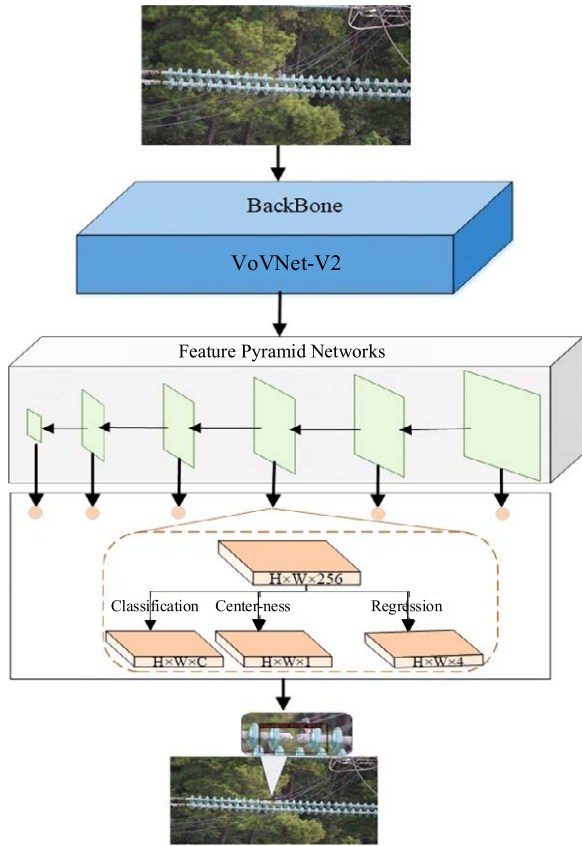 BackBone
VoVNet-V2
Feature Pyramid Networks
H×W×256
Classification
Center-ness
Regression
H×W×C
H×W×1
H×W×4